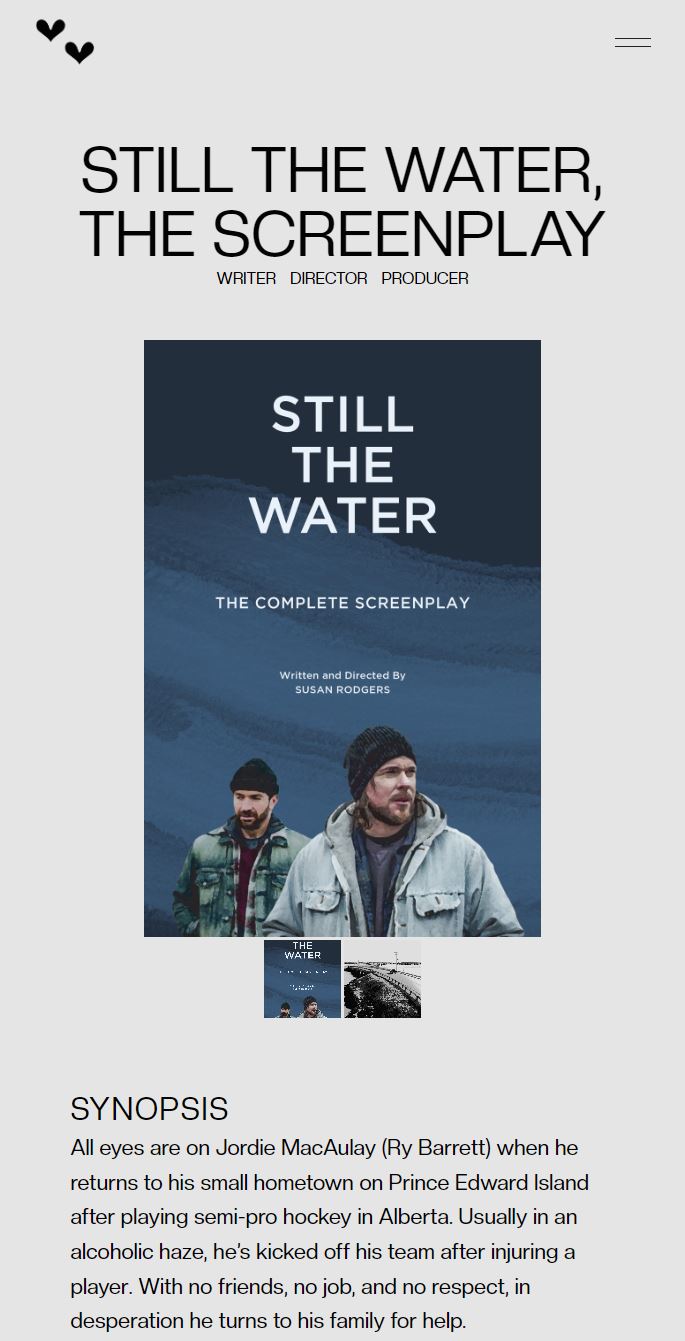 STILL THE WATER,
THE SCREENPLAY
WRITER DIRECTOR PRODUCER
STILL
THE
WATER
THE COMPLETE SCREENPLAY
Written and Directed By
SUSAN RODGERS
THE
WATER
SYNOPSIS
All eyes are on Jordie MacAulay (Ry Barrett) when he
returns to his small hometown on Prince Edward Island
after playing semi-pro hockey in Alberta. Usually in an
alcoholic haze, he’s kicked off his team after injuring a
player. With no friends, no job, and no respect, in
desperation he turns to his family for help.